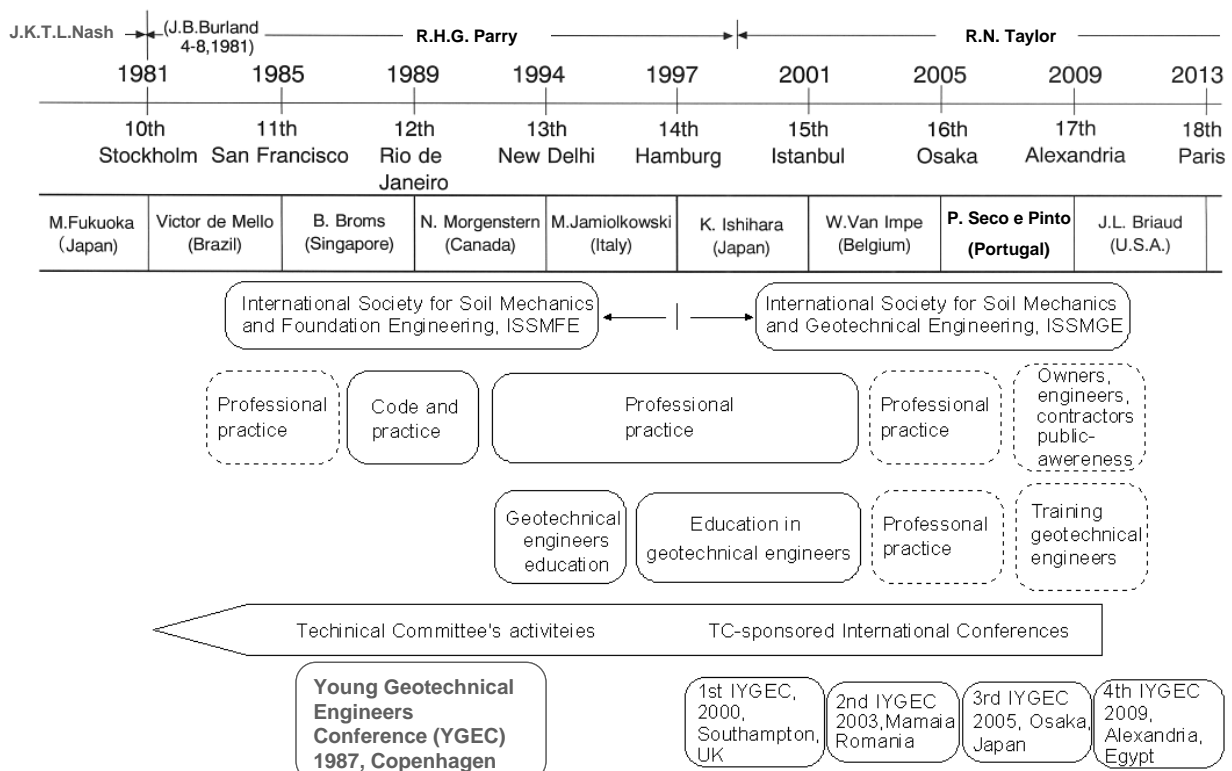 J.K.T.L.Nash
(J.B.Burland
4-8,1981)
R.H.G. Parry
R.N. Taylor
1981 1985 1989 1994 1997 2001 2005 2009 2013
10th 11th 12th 13th 14th 15th 16th 17th 18th
Stockholm San Francisco Rio de New Delhi Hamburg Istanbul Osaka Alexandria Paris
Janeiro
M.Fukuoka Victor de Mello B. Broms N. Morgenstern M.Jamiolkowski K. Ishihara W.Van Impe P. Seco e Pinto J.L. Briaud
(Japan) (Brazil) (Singapore) (Canada) (Italy) (Japan) (Belgium) (Portugal) (U.S.A.)
International Society for Soil Mechanics
and Foundation Engineering, ISSMFE
International Society for Soil Mechanics
and Geotechnical Engineering, ISSMGE
Professional
practice
Code and
practice
Professional
practice
Professional
practice
Owners,
engineers,
contractors
public-
awereness
Geotechnical
engineers
education
Education in
geotechnical engineers
Professonal
practice
Training
geotechnical
engineers
Techinical Committee's activiteies TC-sponsored International Conferences
Young Geotechnical
Engineers
Conference (YGEC)
1987, Copenhagen
1st IYGEC,
2000,
Southampton,
UK
2nd IYGEC
2003,Mamaia
Romania
3rd IYGEC
2005, Osaka,
Japan
4th IYGEC
2009,
Alexandria,
Egypt